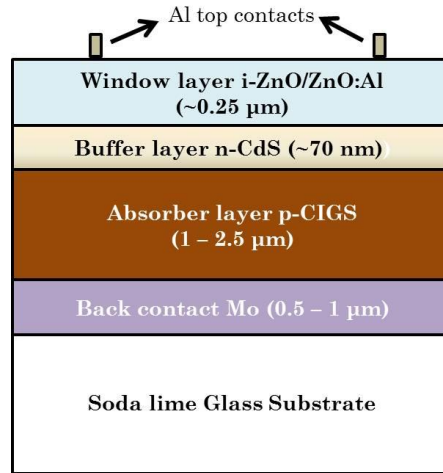 Al top contacts
Window layer i-ZnO/ZnO:Al
(~0.25 µm)
Buffer layer n-CdS (~70 nm)
Absorber layer p-CIGS
(1 – 2.5 µm)
Back contact Mo (0.5 – 1 µm)
Soda lime Glass Substrate